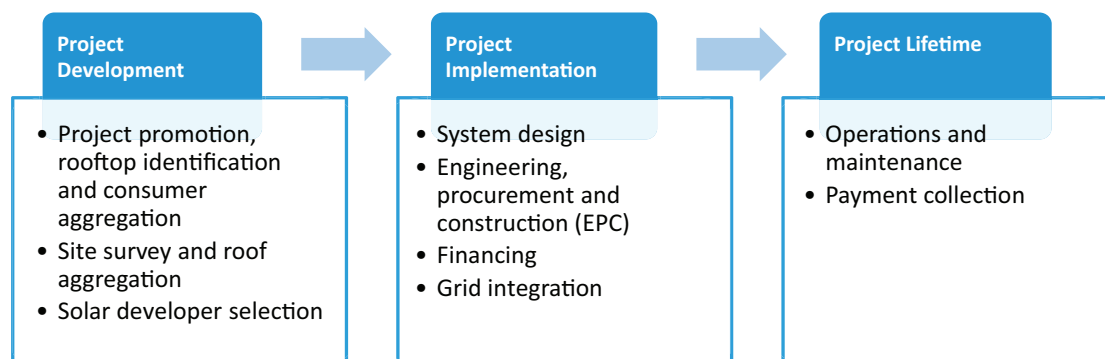 Project
Development
• Project promotion,
rooftop identification
and consumer
aggregation
• Site survey and roof
aggregation
• Solar developer selection
Project
Implementation
• System design
• Engineering,
procurement and
construction (EPC)
• Financing
• Grid integration
Project Lifetime
• Operations and
maintenance
• Payment collection